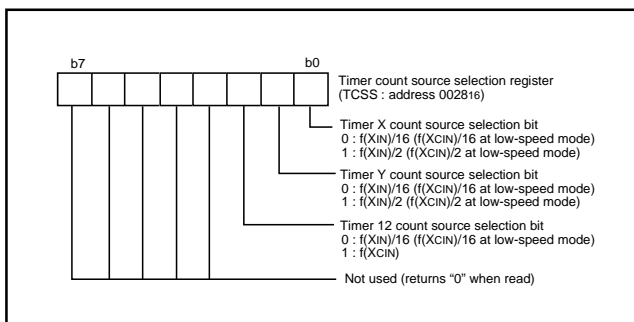 b7 b0
Timer count source selection register
(TCSS : address 002816)
Timer X count source selection bit
0 : f(XIN)/16 (f(XCIN)/16 at low-speed mode)
1 : f(XIN)/2 (f(XCIN)/2 at low-speed mode)
Timer Y count source selection bit
0 : f(XIN)/16 (f(XCIN)/16 at low-speed mode)
1 : f(XIN)/2 (f(XCIN)/2 at low-speed mode)
Timer 12 count source selection bit
0 : f(XIN)/16 (f(XCIN)/16 at low-speed mode)
1 : f(XCIN)
Not used (returns “0” when read)